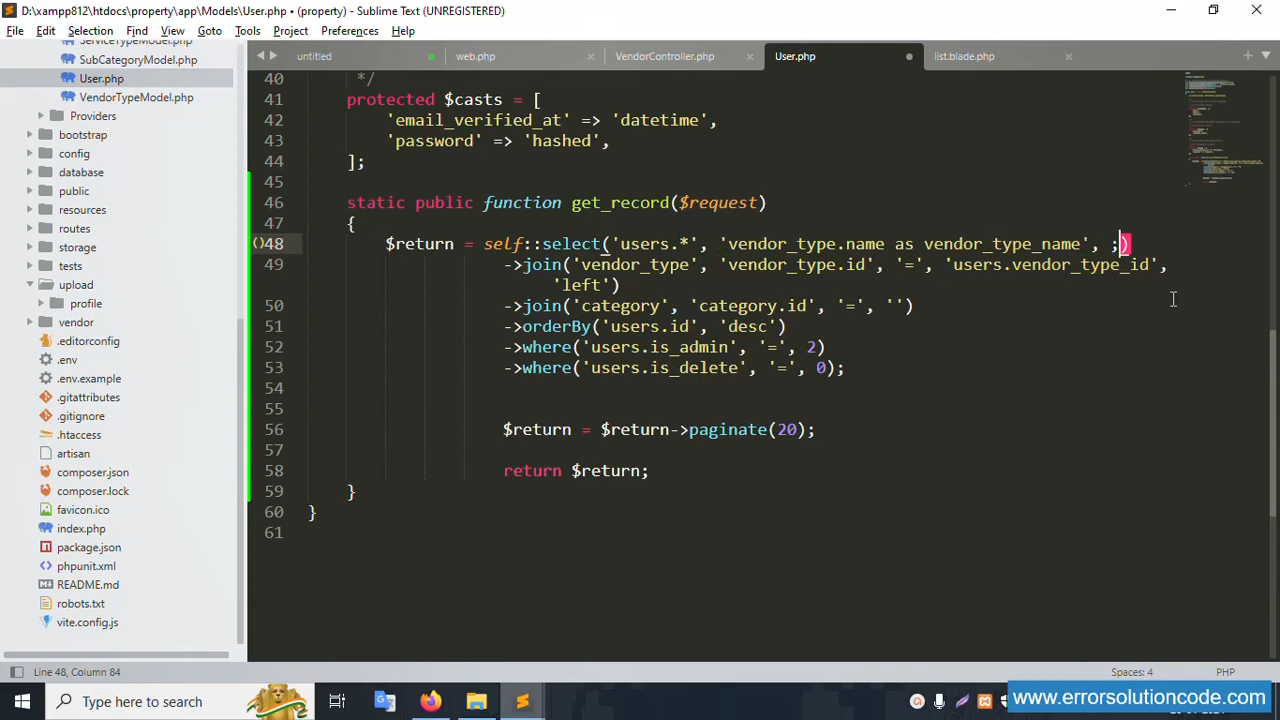 D:\xampp812\htdocs\property\app\Models\User.php • (property) - Sublime Text (UNREGISTERED)
File Edit Selection Find View Goto Tools Project Preferences Help
ServiceTypeModel.php
SubCategoryModel.php
User.php
VendorTypeModel.php
Providers
bootstrap
config
database
public
resources
routes
storage
tests
upload
profile
vendor
.editorconfig
.env
.env.example
.gitattributes
.gitignore
.htaccess
artisan
composer.json
composer.lock
favicon.ico
index.php
package.json
phpunit.xml
README.md
robots.txt
vite.config.js
untitled web.php VendorController.php User.php list.blade.php
40 */
41 protected $casts = [
42 'email_verified_at' => 'datetime',
43 'password' => 'hashed',
44 ];
45
46 static public function get_record($request)
47 {
48 $return = self::select('users.*', 'vendor_type.name as vendor_type_name', ;)
49 ->join('vendor_type', 'vendor_type.id', '=', 'users.vendor_type_id',
'left')
50 ->join('category', 'category.id', '=', '')
51 ->orderBy('users.id', 'desc')
52 ->where('users.is_admin', '=', 2)
53 ->where('users.is_delete', '=', 0);
54
55
56 $return = $return->paginate(20);
57
58 return $return;
59 }
60 }
61
Line 48, Column 84 Spaces: 4 PHP
Type here to search
www.errorsolutioncode.com